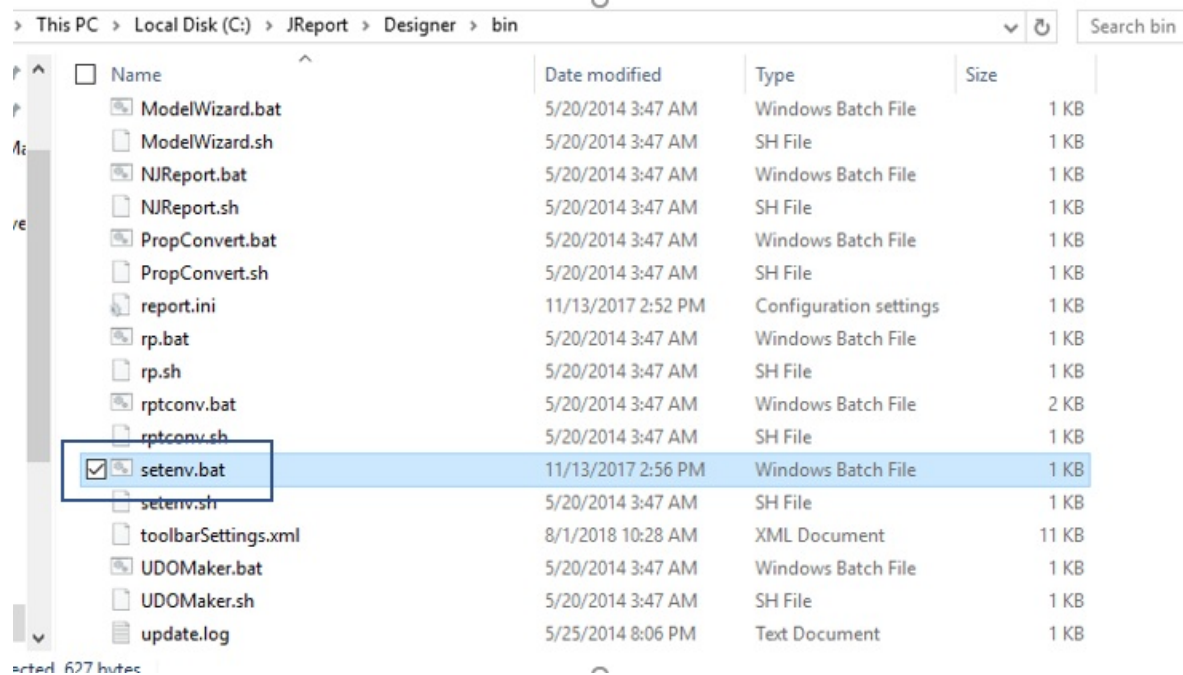 > This PC > Local Disk (C:) > JReport > Designer > bin Search bin
Name Date modified Type Size
ModelWizard.bat 5/20/2014 3:47 AM Windows Batch File 1 KB
ModelWizard.sh 5/20/2014 3:47 AM SH File 1 KB
NJReport.bat 5/20/2014 3:47 AM Windows Batch File 1 KB
NJReport.sh 5/20/2014 3:47 AM SH File 1 KB
PropConvert.bat 5/20/2014 3:47 AM Windows Batch File 1 KB
PropConvert.sh 5/20/2014 3:47 AM SH File 1 KB
report.ini 11/13/2017 2:52 PM Configuration settings 1 KB
rp.bat 5/20/2014 3:47 AM Windows Batch File 1 KB
rp.sh 5/20/2014 3:47 AM SH File 1 KB
rptconv.bat 5/20/2014 3:47 AM Windows Batch File 2 KB
rptconv.sh 5/20/2014 3:47 AM SH File 1 KB
setenv.bat 11/13/2017 2:56 PM Windows Batch File 1 KB
setenv.sh 5/20/2014 3:47 AM SH File 1 KB
toolbarSettings.xml 8/1/2018 10:28 AM XML Document 11 KB
UDOMaker.bat 5/20/2014 3:47 AM Windows Batch File 1 KB
UDOMaker.sh 5/20/2014 3:47 AM SH File 1 KB
update.log 5/25/2014 8:06 PM Text Document 1 KB
627 bytes